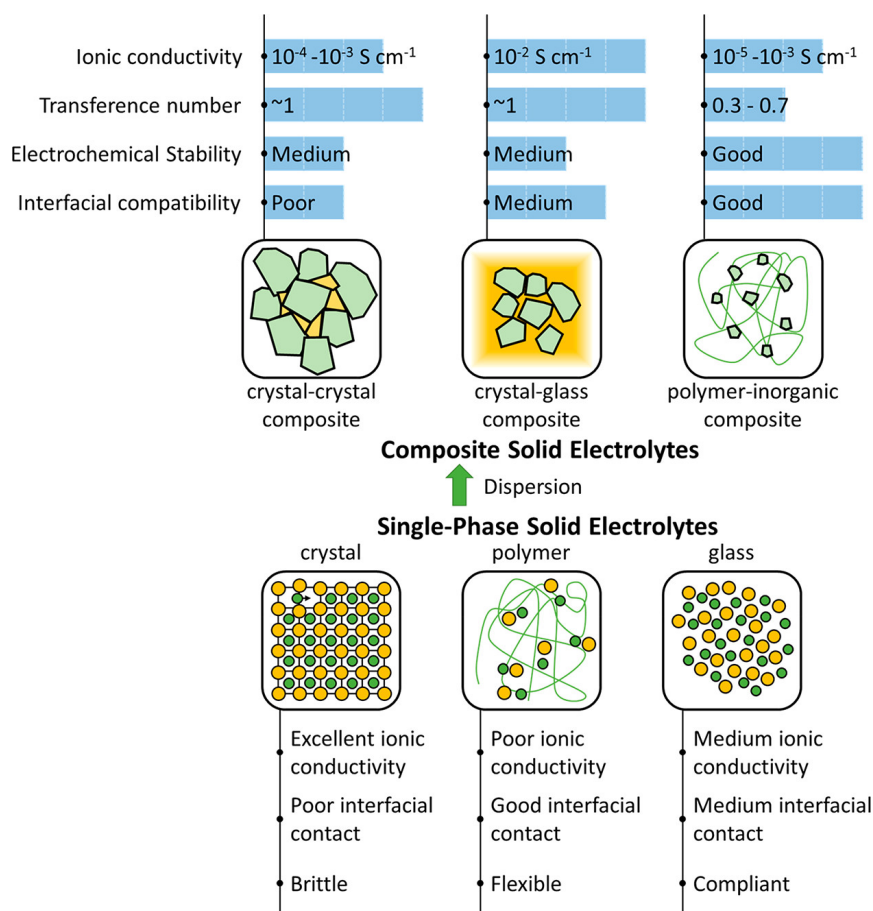 Ionic conductivity 10⁻⁴ -10⁻³ S cm⁻¹ 10⁻² S cm⁻¹ 10⁻⁵ -10⁻³ S cm⁻¹
Transference number ~1 ~1 0.3 - 0.7
Electrochemical Stability Medium Medium Good
Interfacial compatibility Poor Medium Good
crystal-crystal
composite
crystal-glass
composite
polymer-inorganic
composite
Composite Solid Electrolytes
Dispersion
Single-Phase Solid Electrolytes
crystal
polymer
glass
Excellent ionic
conductivity
Poor interfacial
contact
Brittle
Poor ionic
conductivity
Good interfacial
contact
Flexible
Medium ionic
conductivity
Medium interfacial
contact
Compliant